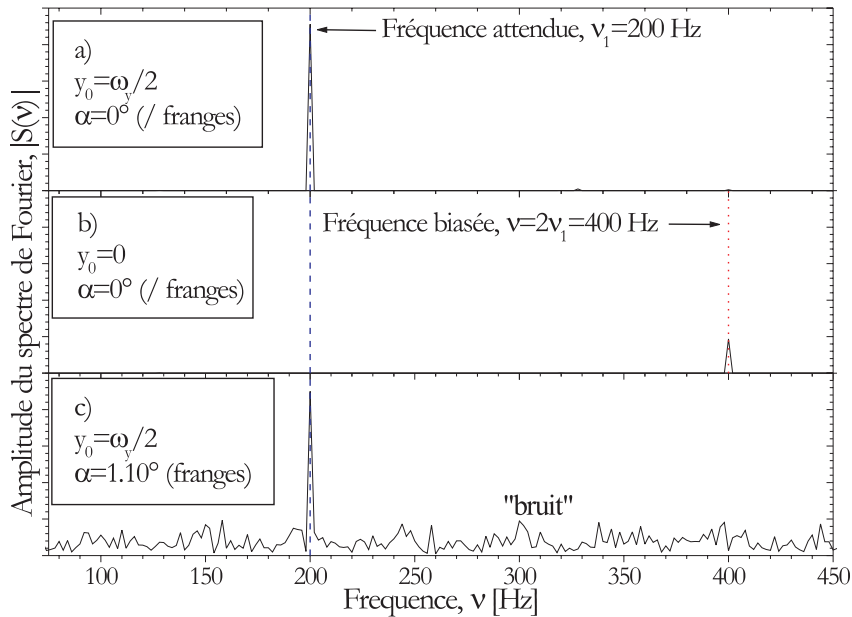 a)
y₀=ω_y/2
α=0° (/ franges)
Fréquence attendue, ν₁=200 Hz
b)
y₀=0
α=0° (/ franges)
Fréquence biasée, ν=2ν₁=400 Hz
c)
y₀=ω_y/2
α=1.10° (franges)
"bruit"
Amplitude du spectre de Fourier, |S(ν)|
100 150 200 250 300 350 400 450
Frequence, ν [Hz]